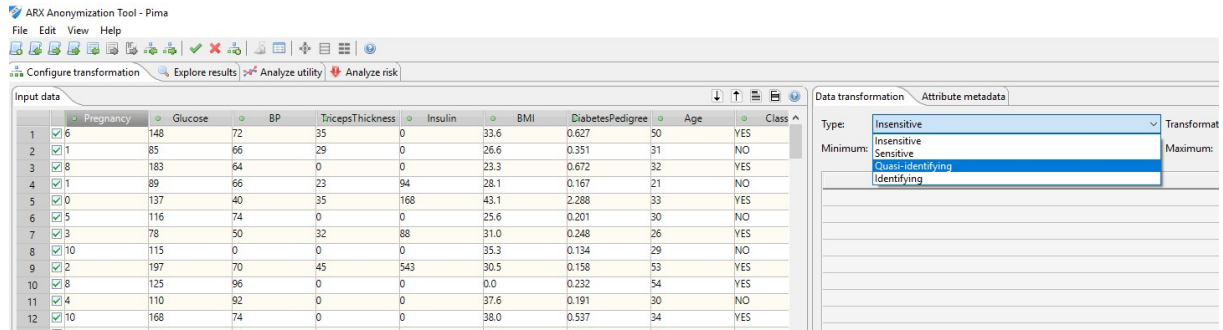 ARX Anonymization Tool - Pima
File Edit View Help
Configure transformation Explore results Analyze utility Analyze risk
Input data
Data transformation Attribute metadata
Pregnancy Glucose BP TricepsThickness Insulin BMI DiabetesPedigree Age Class
Type: Insensitive Transformat
Minimum: Maximum:
Insensitive
Sensitive
Quasi-identifying
Identifying
1 6 148 72 35 0 33.6 0.627 50 YES
2 1 85 66 29 0 26.6 0.351 31 NO
3 8 183 64 0 0 23.3 0.672 32 YES
4 1 89 66 23 94 28.1 0.167 21 NO
5 0 137 40 35 168 43.1 2.288 33 YES
6 5 116 74 0 0 25.6 0.201 30 NO
7 3 78 50 32 88 31.0 0.248 26 YES
8 10 115 0 0 0 35.3 0.134 29 NO
9 2 197 70 45 543 30.5 0.158 53 YES
10 8 125 96 0 0 0.0 0.232 54 YES
11 4 110 92 0 0 37.6 0.191 30 NO
12 10 168 74 0 0 38.0 0.537 34 YES